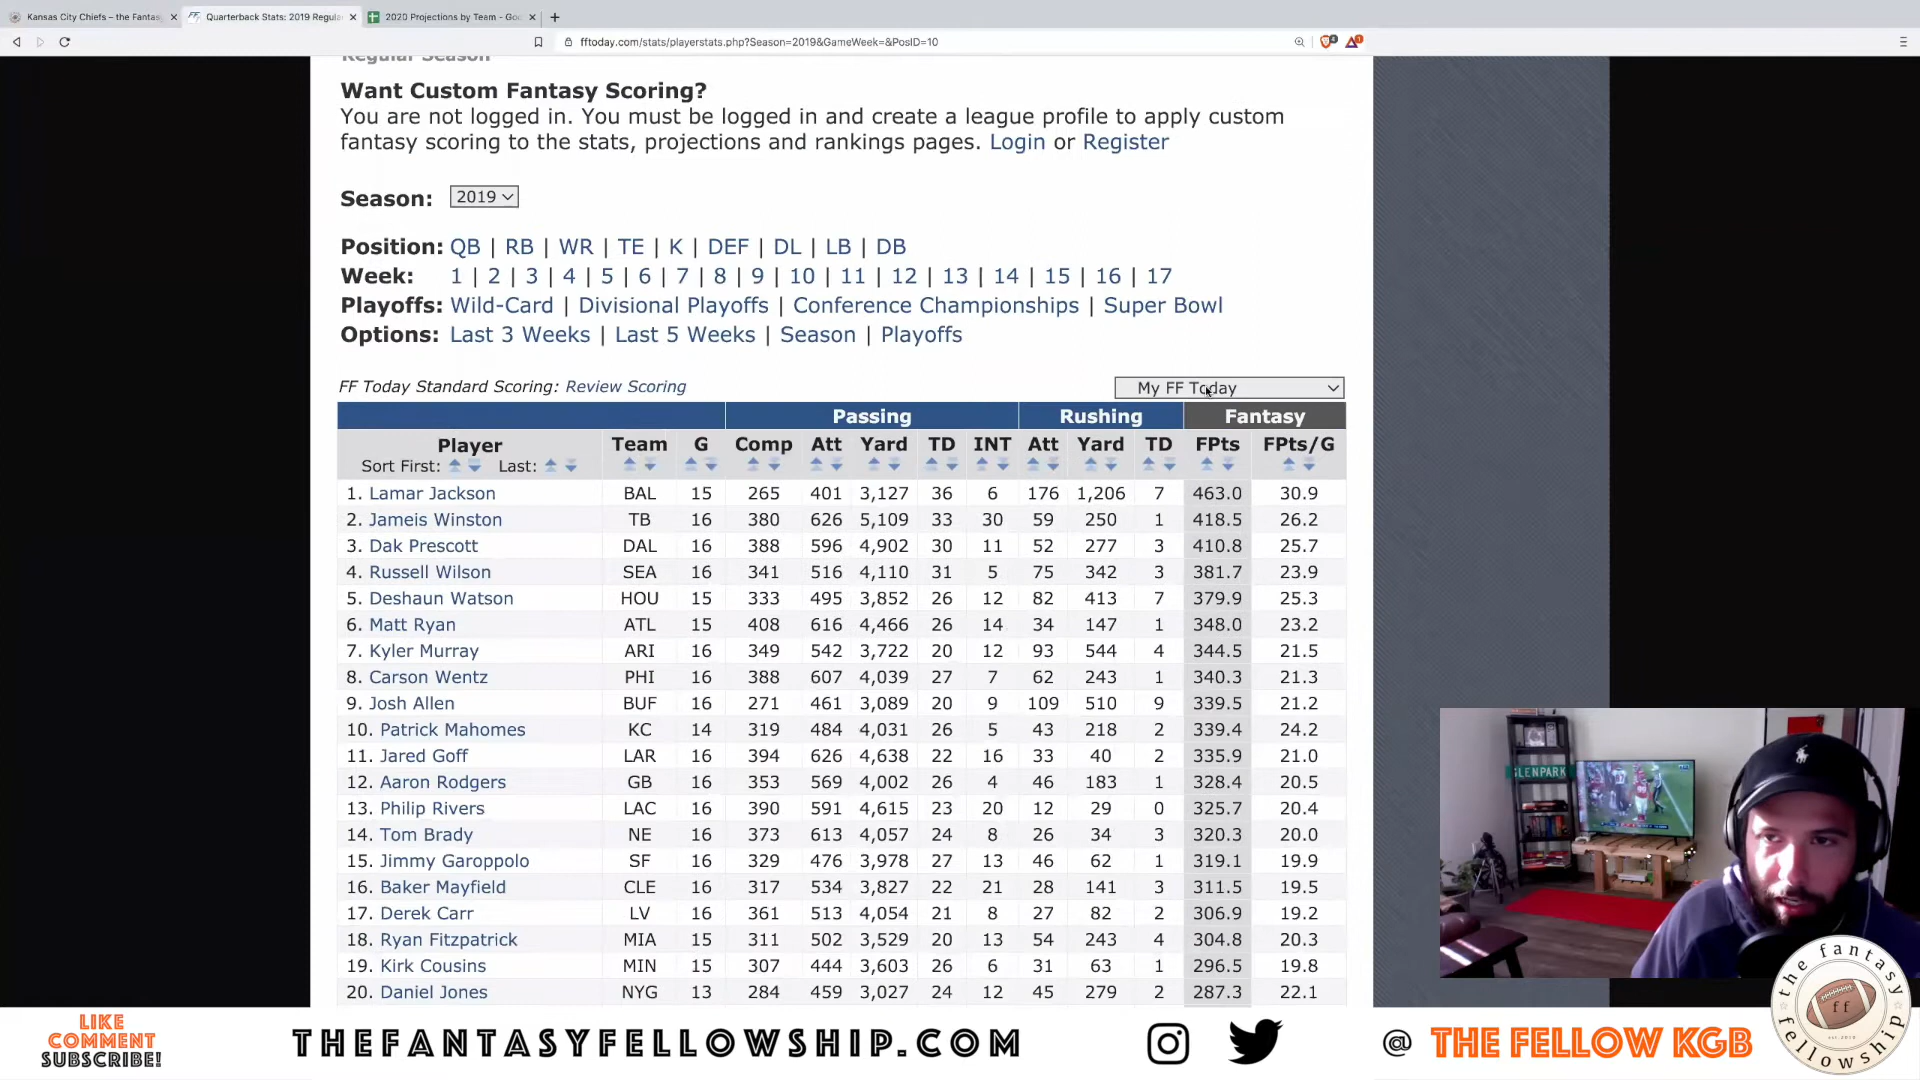 Kansas City Chiefs – the Fantas
Quarterback Stats: 2019 Regula
2020 Projections by Team - Goo
fftoday.com/stats/playerstats.php?Season=2019&GameWeek=&PosID=10
Regular Season
Want Custom Fantasy Scoring?
You are not logged in. You must be logged in and create a league profile to apply custom
fantasy scoring to the stats, projections and rankings pages. Login or Register
Season: 2019
Position: QB | RB | WR | TE | K | DEF | DL | LB | DB
Week: 1 | 2 | 3 | 4 | 5 | 6 | 7 | 8 | 9 | 10 | 11 | 12 | 13 | 14 | 15 | 16 | 17
Playoffs: Wild-Card | Divisional Playoffs | Conference Championships | Super Bowl
Options: Last 3 Weeks | Last 5 Weeks | Season | Playoffs
FF Today Standard Scoring: Review Scoring My FF Today
Passing Rushing Fantasy
Player Team G Comp Att Yard TD INT Att Yard TD FPts FPts/G
Sort First: Last:
1. Lamar Jackson BAL 15 265 401 3,127 36 6 176 1,206 7 463.0 30.9
2. Jameis Winston TB 16 380 626 5,109 33 30 59 250 1 418.5 26.2
3. Dak Prescott DAL 16 388 596 4,902 30 11 52 277 3 410.8 25.7
4. Russell Wilson SEA 16 341 516 4,110 31 5 75 342 3 381.7 23.9
5. Deshaun Watson HOU 15 333 495 3,852 26 12 82 413 7 379.9 25.3
6. Matt Ryan ATL 15 408 616 4,466 26 14 34 147 1 348.0 23.2
7. Kyler Murray ARI 16 349 542 3,722 20 12 93 544 4 344.5 21.5
8. Carson Wentz PHI 16 388 607 4,039 27 7 62 243 1 340.3 21.3
9. Josh Allen BUF 16 271 461 3,089 20 9 109 510 9 339.5 21.2
10. Patrick Mahomes KC 14 319 484 4,031 26 5 43 218 2 339.4 24.2
11. Jared Goff LAR 16 394 626 4,638 22 16 33 40 2 335.9 21.0
12. Aaron Rodgers GB 16 353 569 4,002 26 4 46 183 1 328.4 20.5
13. Philip Rivers LAC 16 390 591 4,615 23 20 12 29 0 325.7 20.4
14. Tom Brady NE 16 373 613 4,057 24 8 26 34 3 320.3 20.0
15. Jimmy Garoppolo SF 16 329 476 3,978 27 13 46 62 1 319.1 19.9
16. Baker Mayfield CLE 16 317 534 3,827 22 21 28 141 3 311.5 19.5
17. Derek Carr LV 16 361 513 4,054 21 8 27 82 2 306.9 19.2
18. Ryan Fitzpatrick MIA 15 311 502 3,529 20 13 54 243 4 304.8 20.3
19. Kirk Cousins MIN 15 307 444 3,603 26 6 31 63 1 296.5 19.8
20. Daniel Jones NYG 13 284 459 3,027 24 12 45 279 2 287.3 22.1
GLENPARK
the fantasy
ff
fellowship
LIKE
COMMENT
SUBSCRIBE!
THEFANTASYFELLOWSHIP.COM
@ THE FELLOW KGB